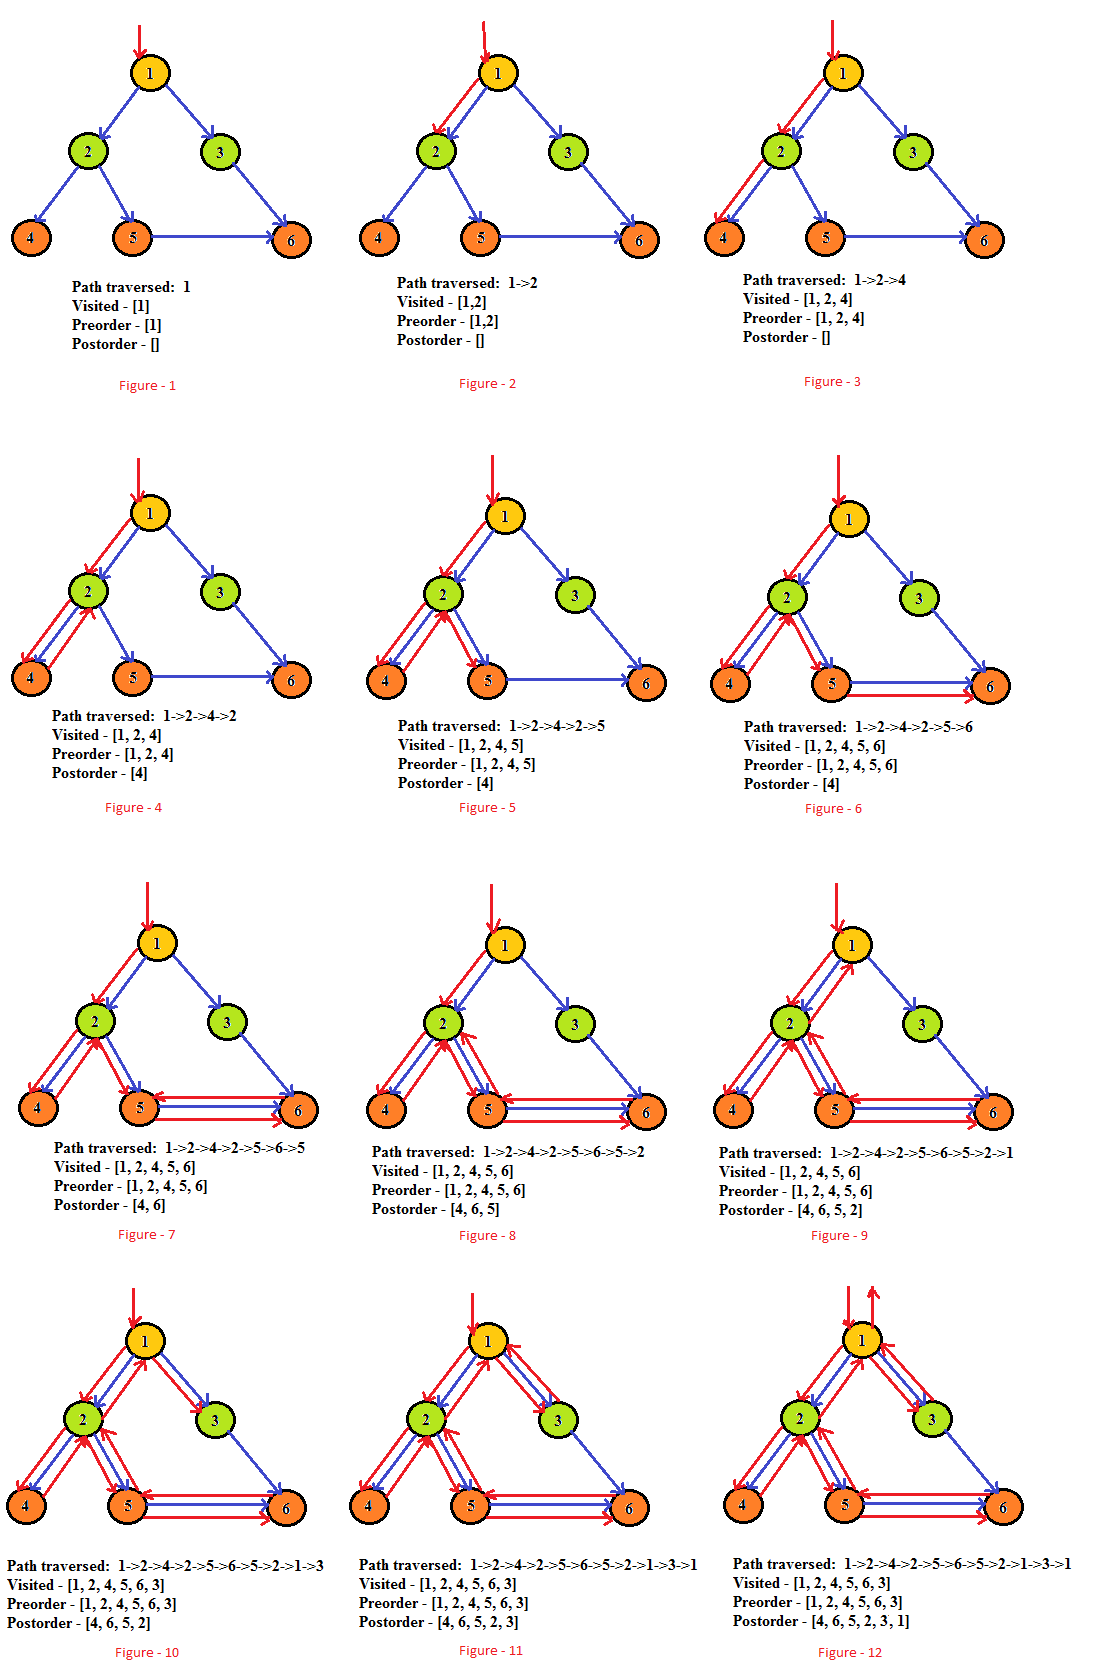 1
2
3
4
5
6
Path traversed:  1
Visited - [1]
Preorder - [1]
Postorder - []
Figure - 1
1
2
3
4
5
6
Path traversed:  1->2
Visited - [1,2]
Preorder - [1,2]
Postorder - []
Figure - 2
1
2
3
4
5
6
Path traversed:  1->2->4
Visited - [1, 2, 4]
Preorder - [1, 2, 4]
Postorder - []
Figure - 3
1
2
3
4
5
6
Path traversed:  1->2->4->2
Visited - [1, 2, 4]
Preorder - [1, 2, 4]
Postorder - [4]
Figure - 4
1
2
3
4
5
6
Path traversed:  1->2->4->2->5
Visited - [1, 2, 4, 5]
Preorder - [1, 2, 4, 5]
Postorder - [4]
Figure - 5
1
2
3
4
5
6
Path traversed:  1->2->4->2->5->6
Visited - [1, 2, 4, 5, 6]
Preorder - [1, 2, 4, 5, 6]
Postorder - [4]
Figure - 6
1
2
3
4
5
6
Path traversed:  1->2->4->2->5->6->5
Visited - [1, 2, 4, 5, 6]
Preorder - [1, 2, 4, 5, 6]
Postorder - [4, 6]
Figure - 7
1
2
3
4
5
6
Path traversed:  1->2->4->2->5->6->5->2
Visited - [1, 2, 4, 5, 6]
Preorder - [1, 2, 4, 5, 6]
Postorder - [4, 6, 5]
Figure - 8
1
2
3
4
5
6
Path traversed:  1->2->4->2->5->6->5->2->1
Visited - [1, 2, 4, 5, 6]
Preorder - [1, 2, 4, 5, 6]
Postorder - [4, 6, 5, 2]
Figure - 9
1
2
3
4
5
6
Path traversed:  1->2->4->2->5->6->5->2->1->3
Visited - [1, 2, 4, 5, 6, 3]
Preorder - [1, 2, 4, 5, 6, 3]
Postorder - [4, 6, 5, 2]
Figure - 10
1
2
3
4
5
6
Path traversed:  1->2->4->2->5->6->5->2->1->3->1
Visited - [1, 2, 4, 5, 6, 3]
Preorder - [1, 2, 4, 5, 6, 3]
Postorder - [4, 6, 5, 2, 3]
Figure - 11
1
2
3
4
5
6
Path traversed:  1->2->4->2->5->6->5->2->1->3->1
Visited - [1, 2, 4, 5, 6, 3]
Preorder - [1, 2, 4, 5, 6, 3]
Postorder - [4, 6, 5, 2, 3, 1]
Figure - 12